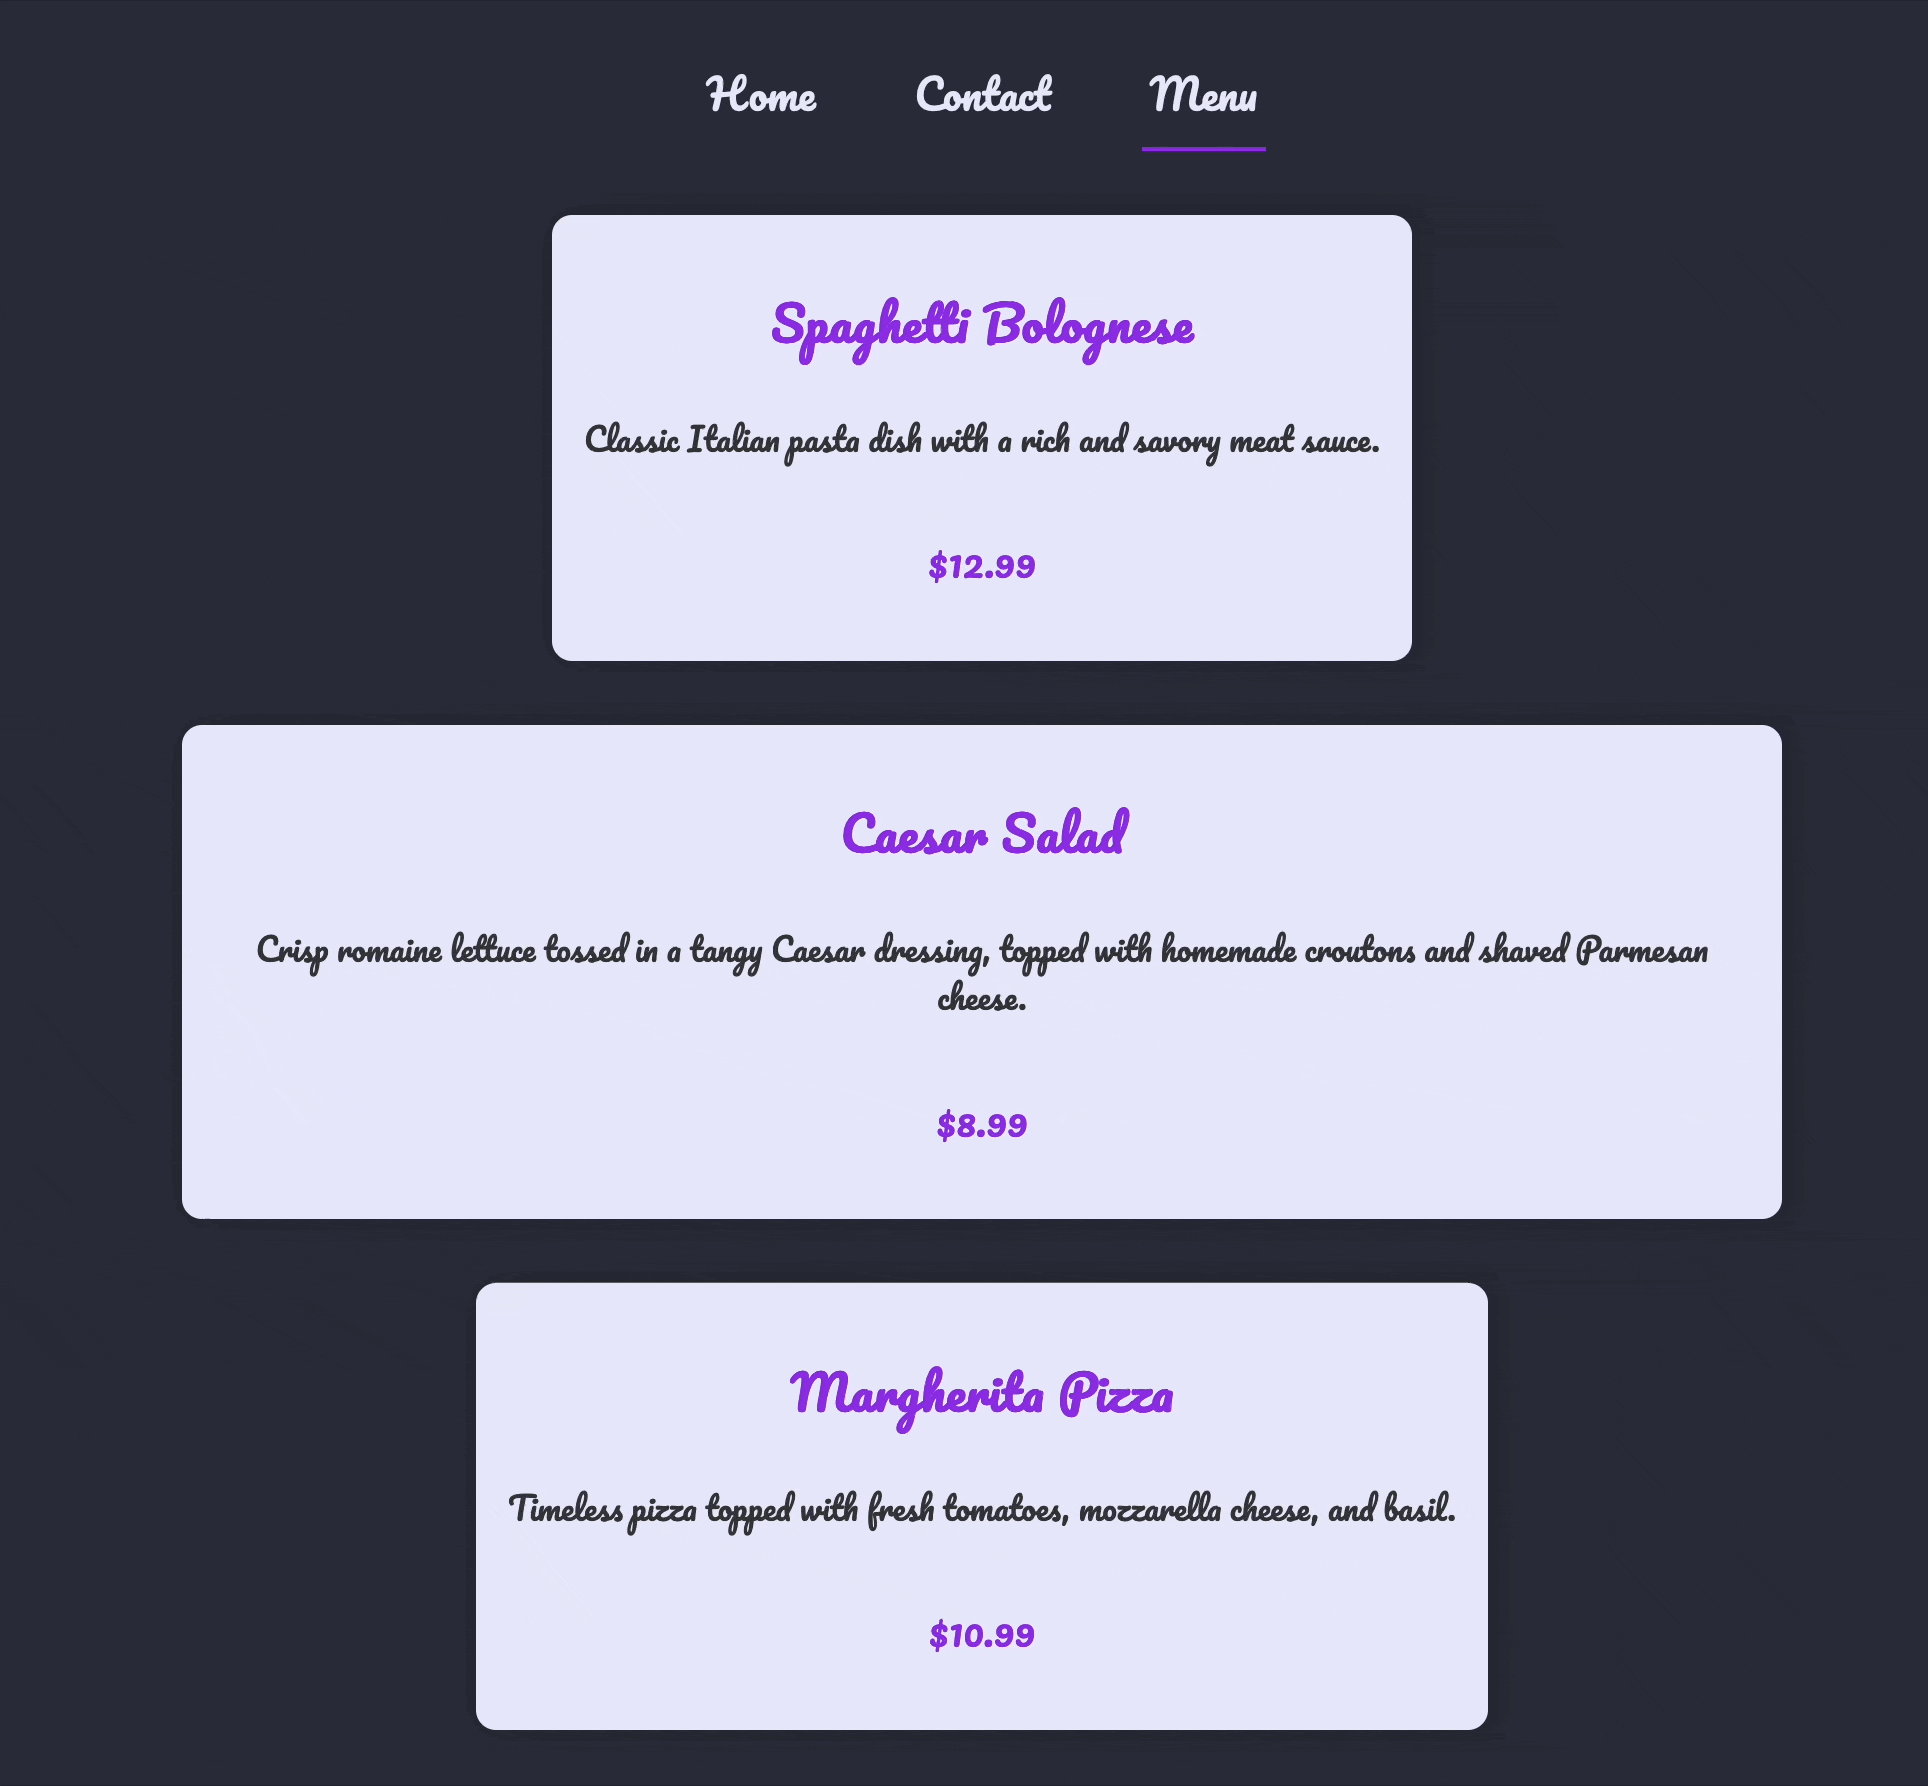 Home Contact Menu
Spaghetti Bolognese
Classic Italian pasta dish with a rich and savory meat sauce.
$12.99
Caesar Salad
Crisp romaine lettuce tossed in a tangy Caesar dressing, topped with homemade croutons and shaved Parmesan
cheese.
$8.99
Margherita Pizza
Timeless pizza topped with fresh tomatoes, mozzarella cheese, and basil.
$10.99